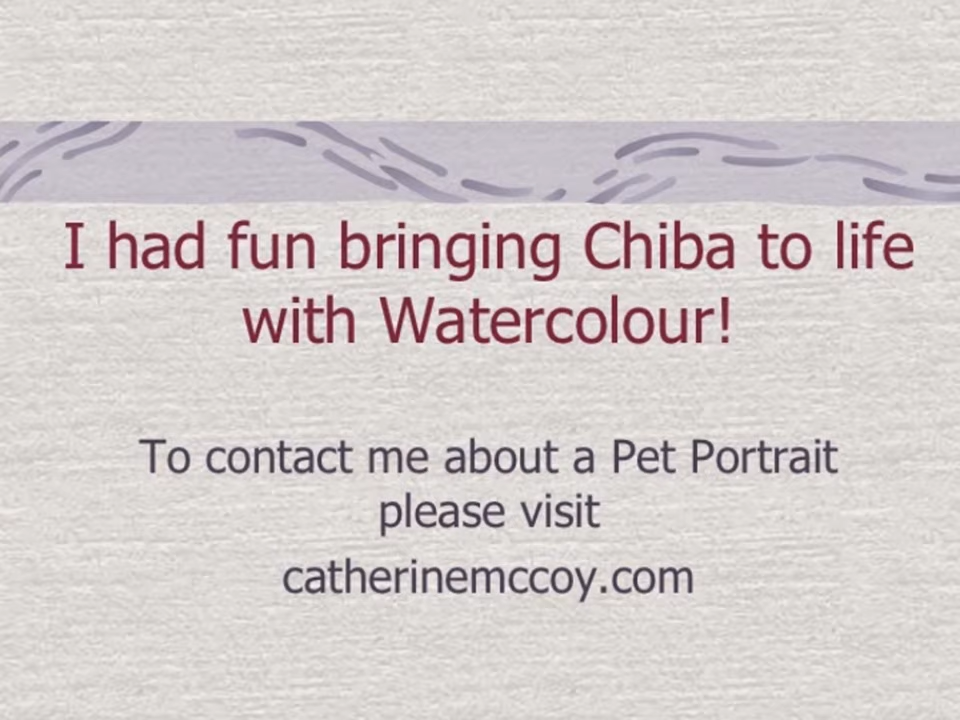 I had fun bringing Chiba to life
with Watercolour!
To contact me about a Pet Portrait
please visit
catherinemccoy.com